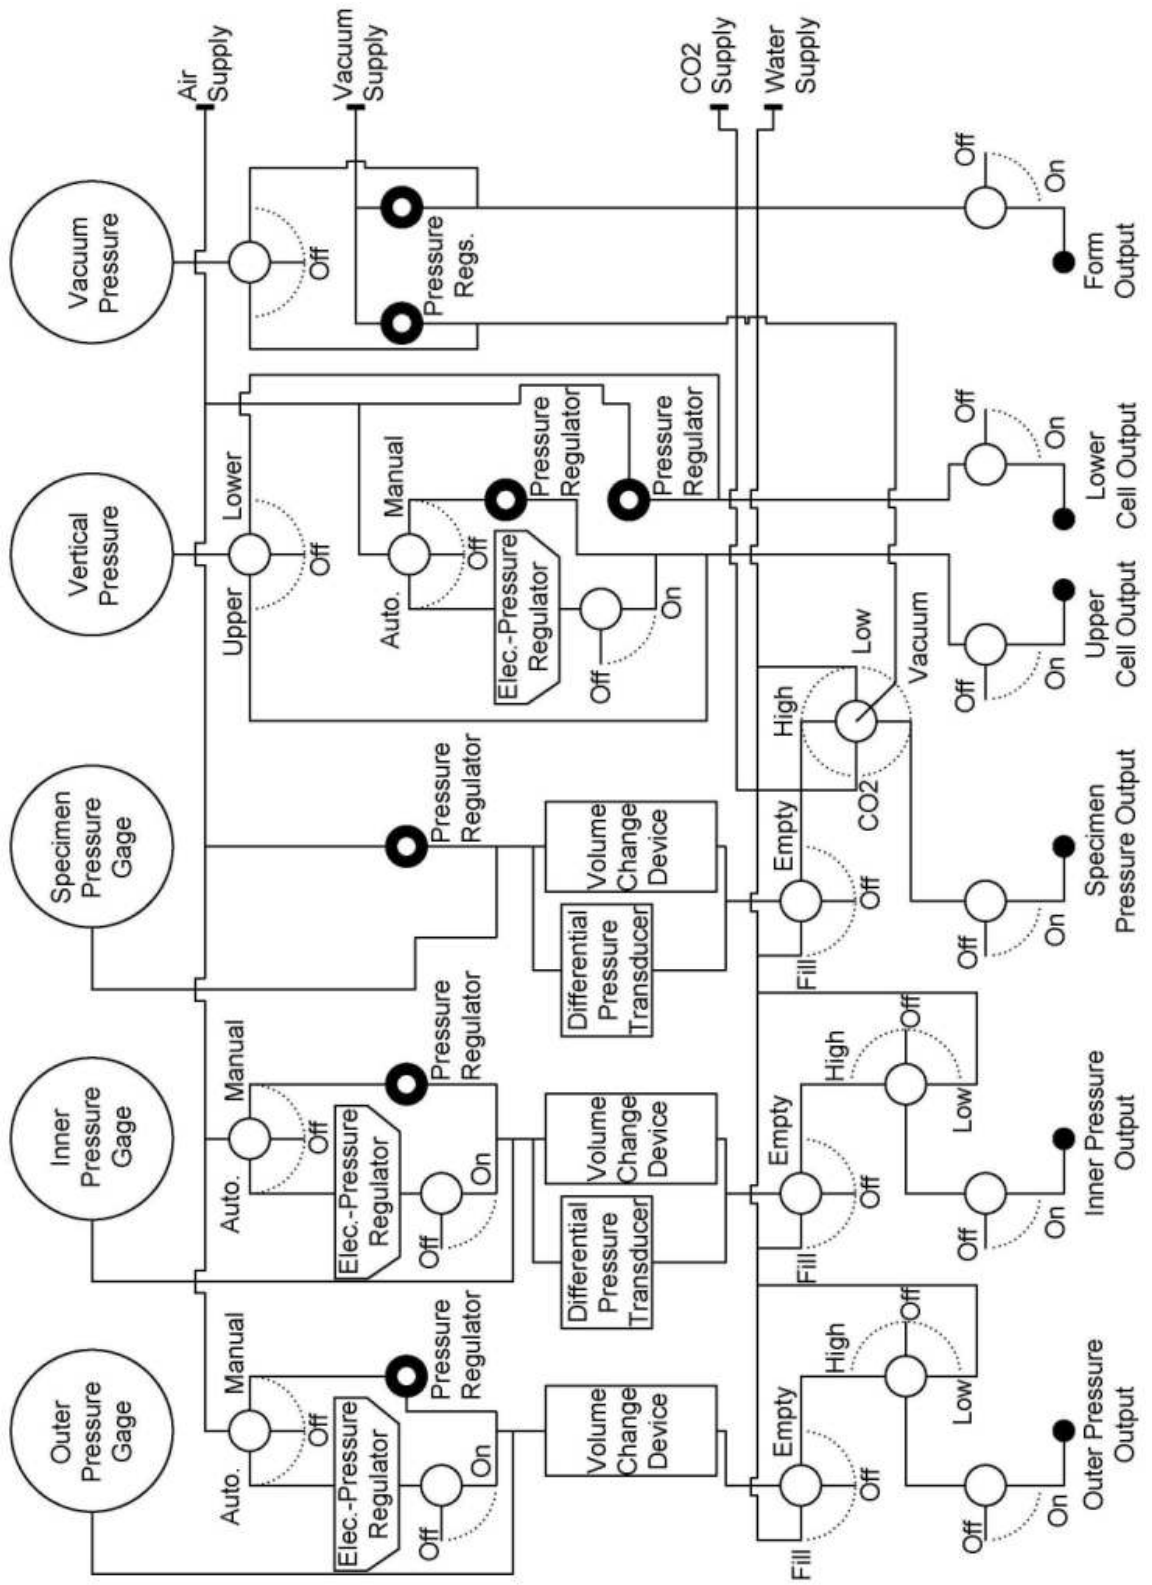 Outer
Pressure
Gage
Inner
Pressure Gage
Gage
Specimen
Pressure
Gage
Vertical
Pressure
Vacuum
Pressure
Air
Supply
Vacuum
Supply
CO2
Supply
Water
Supply
Auto.
Manual
Off
Elec.-Pressure
Regulator
Pressure
Regulator
Off
On
Volume
Change
Device
Fill
Empty
Off
High
Off
Low
Off
On
Outer Pressure
Output
Auto.
Manual
Off
Elec.-Pressure
Regulator
Pressure
Regulator
Off
On
Differential
Pressure
Transducer
Volume
Change
Device
Fill
Empty
Off
High
Off
Low
Off
On
Inner Pressure
Output
Pressure
Regulator
Differential
Pressure
Transducer
Volume
Change
Device
Fill
Empty
Off
CO2
High
Low
Vacuum
Off
On
Specimen
Pressure Output
Upper
Lower
Off
Auto.
Manual
Off
Elec.-Pressure
Regulator
Pressure
Regulator
Pressure
Regulator
Off
On
Off
On
Upper
Cell Output
Off
On
Lower
Cell Output
Off
Pressure
Regs.
Off
On
Form
Output